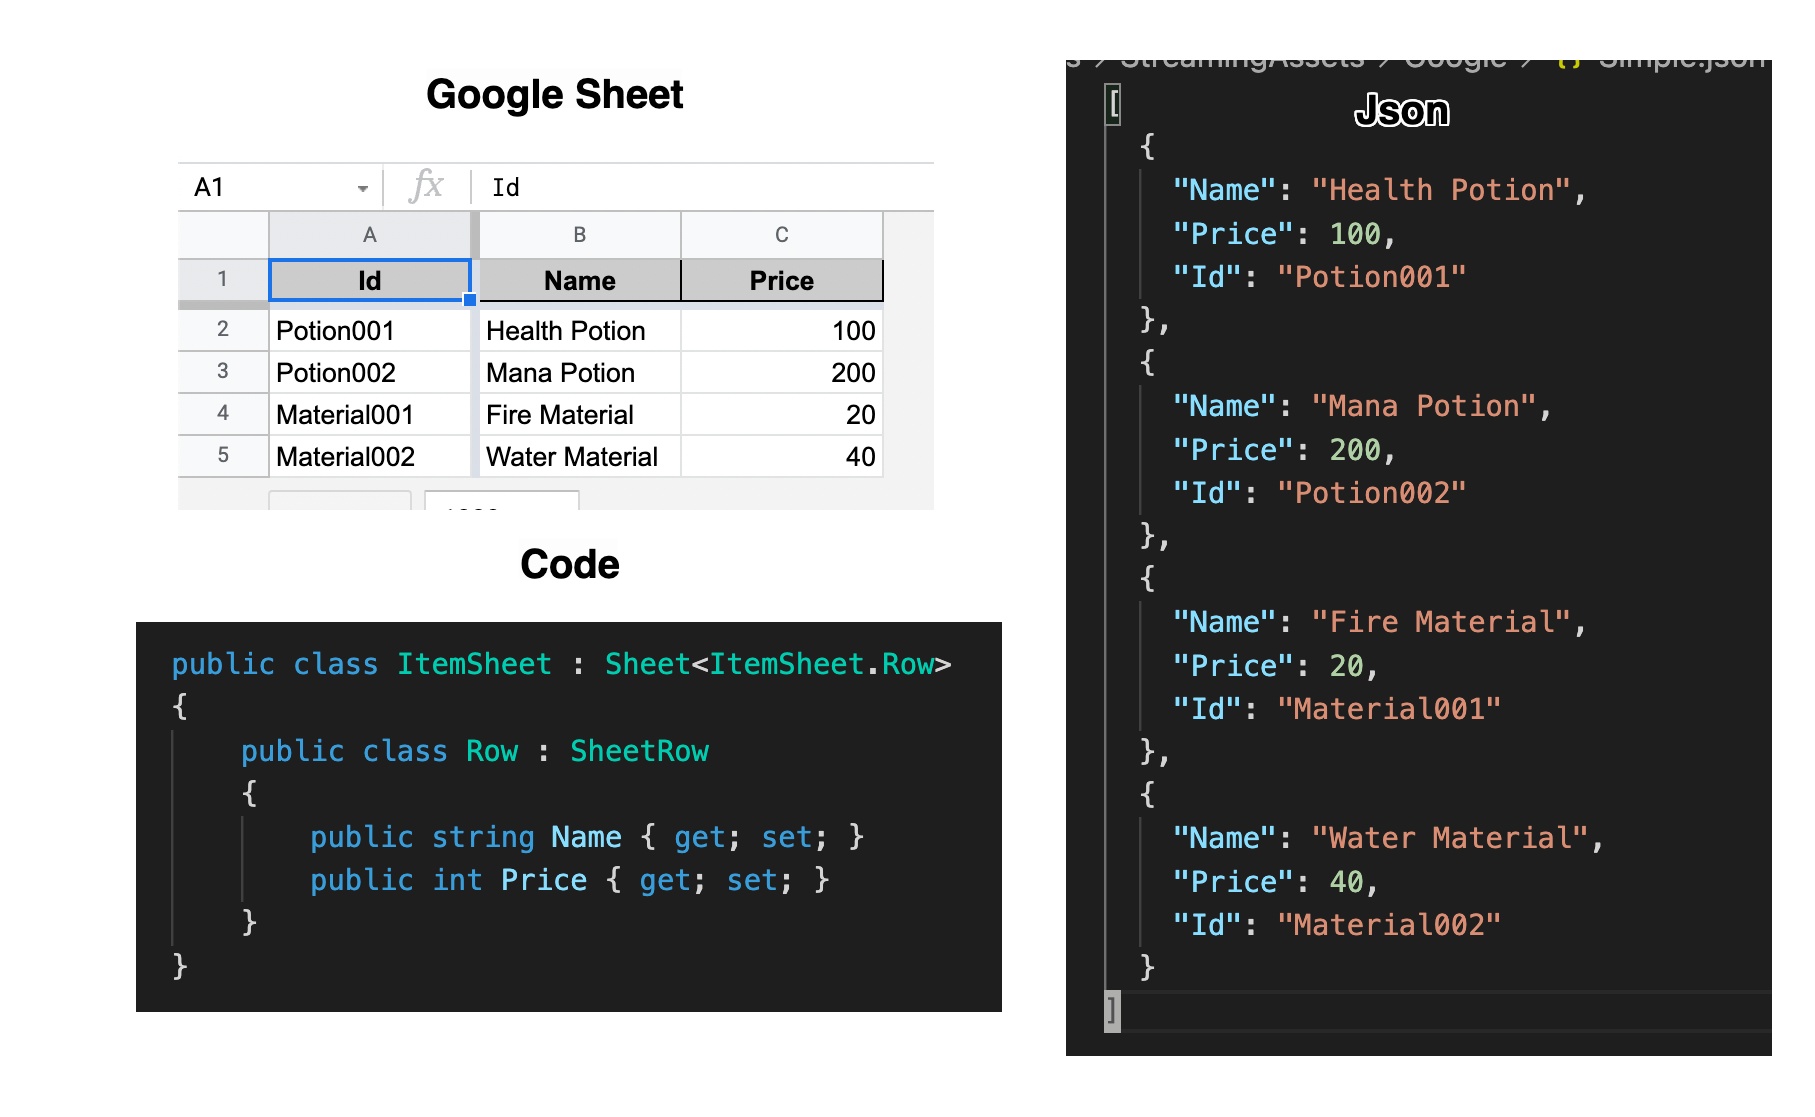 Google Sheet
A1 fx Id
A B C
1 Id Name Price
2 Potion001 Health Potion 100
3 Potion002 Mana Potion 200
4 Material001 Fire Material 20
5 Material002 Water Material 40
Code
public class ItemSheet : Sheet<ItemSheet.Row>
{
public class Row : SheetRow
{
public string Name { get; set; }
public int Price { get; set; }
}
}
s > StreamingAssets > Google > {} Simple.json
Json
[
{
"Name": "Health Potion",
"Price": 100,
"Id": "Potion001"
},
{
"Name": "Mana Potion",
"Price": 200,
"Id": "Potion002"
},
{
"Name": "Fire Material",
"Price": 20,
"Id": "Material001"
},
{
"Name": "Water Material",
"Price": 40,
"Id": "Material002"
}
]